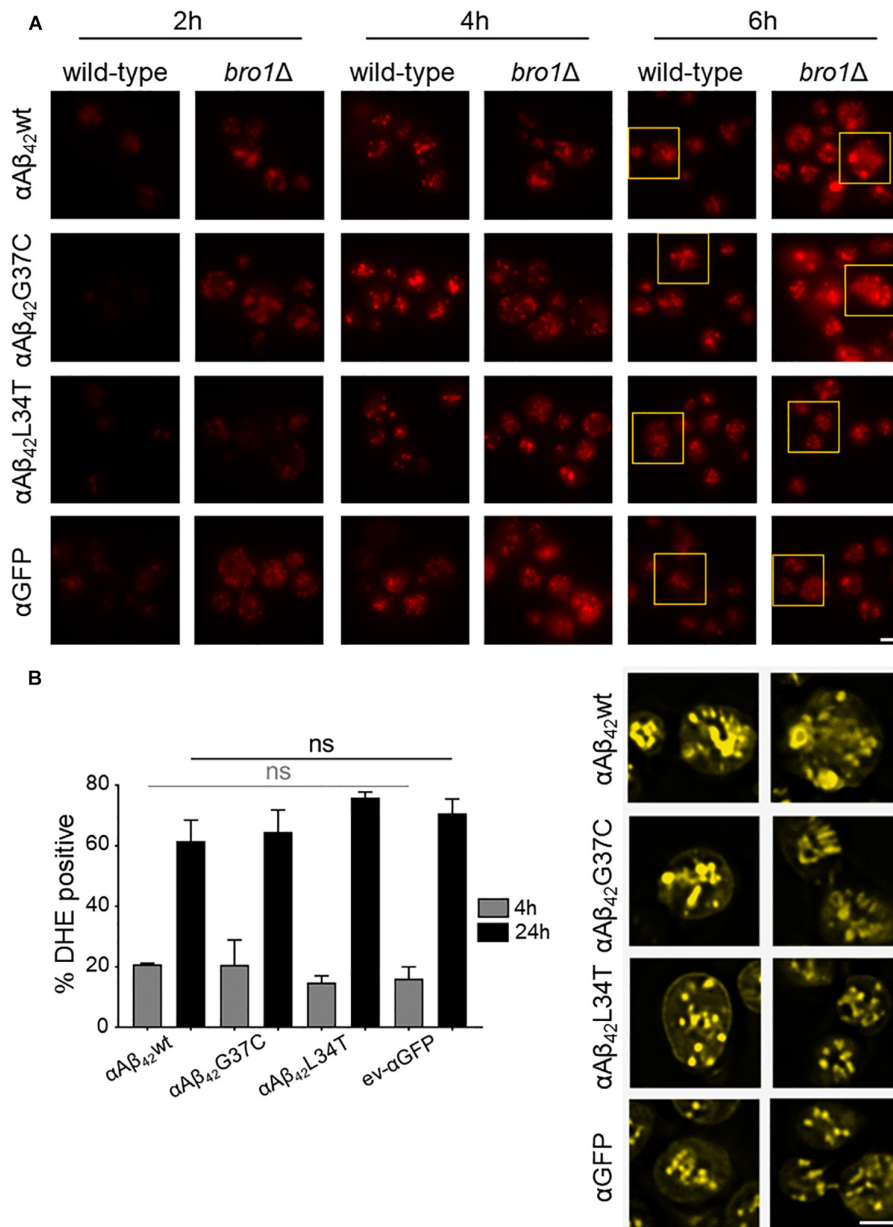 A
2h 4h 6h
wild-type bro1Δ wild-type bro1Δ wild-type bro1Δ
αAβ₄₂wt
αAβ₄₂G37C
αAβ₄₂L34T
αGFP
B
ns
ns
80
60
40
20
0
% DHE positive
4h
24h
αAβ₄₂wt αAβ₄₂G37C αAβ₄₂L34T ev-αGFP
αAβ₄₂wt
αAβ₄₂G37C
αAβ₄₂L34T
αGFP